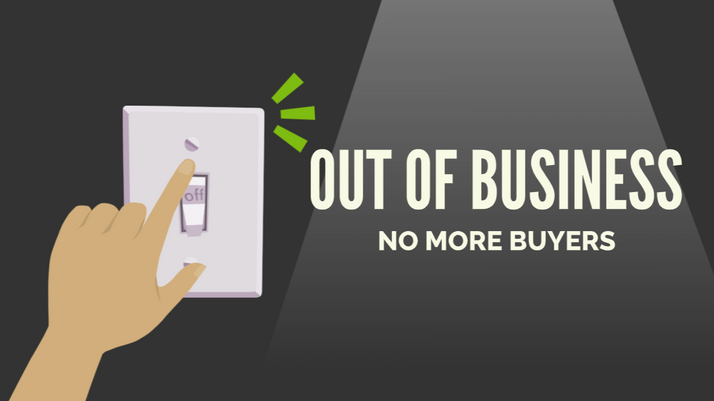 off
OUT OF BUSINESS
NO MORE BUYERS